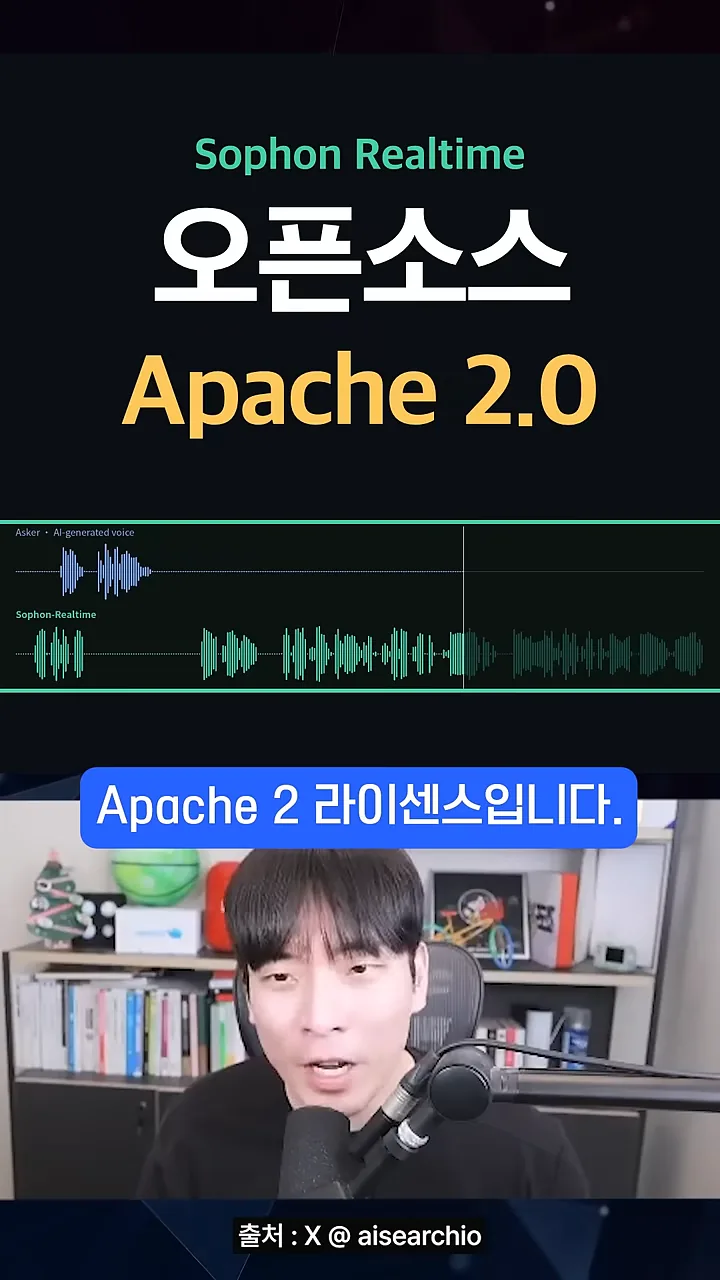 Sophon Realtime
오픈소스
Apache 2.0
Asker · AI-generated voice
Sophon-Realtime
Apache 2 라이센스입니다.
출처 : X @ aisearchio